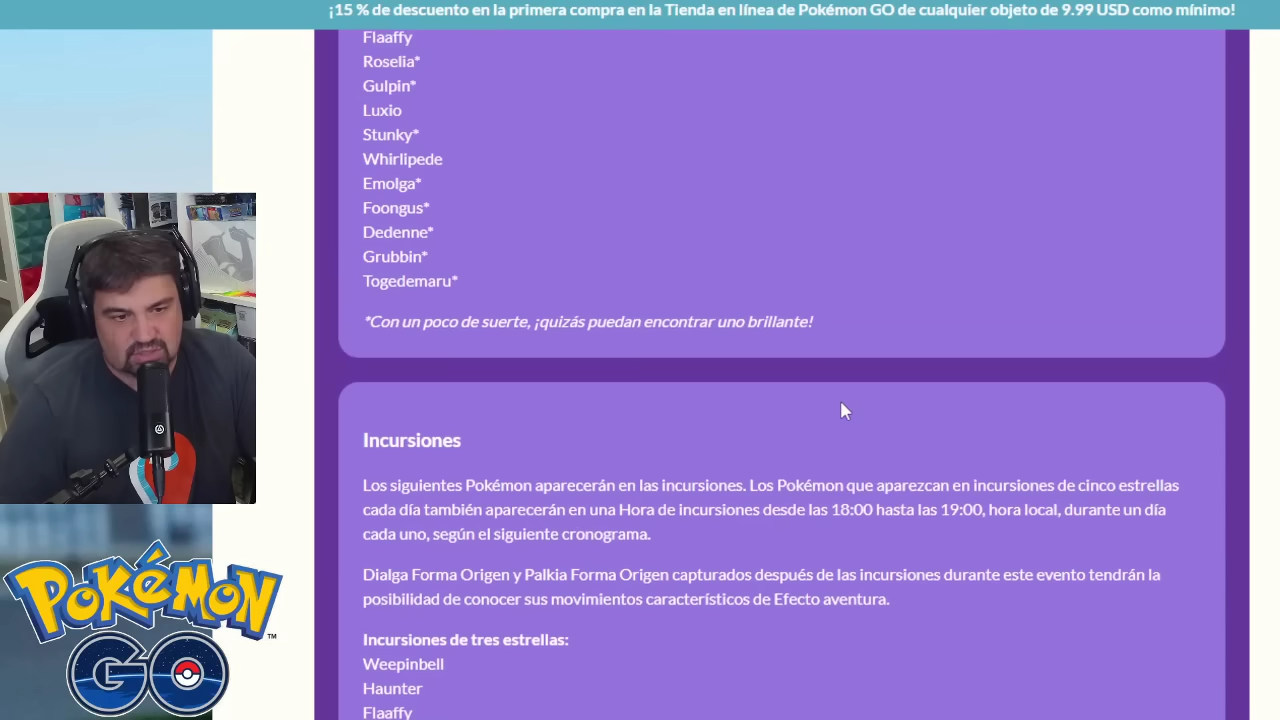 ¡15 % de descuento en la primera compra en la Tienda en línea de Pokémon GO de cualquier objeto de 9.99 USD como mínimo!
Flaaffy
Roselia*
Gulpin*
Luxio
Stunky*
Whirlipede
Emolga*
Foongus*
Dedenne*
Grubbin*
Togedemaru*
*Con un poco de suerte, ¡quizás puedan encontrar uno brillante!
Incursiones
Los siguientes Pokémon aparecerán en las incursiones. Los Pokémon que aparezcan en incursiones de cinco estrellas
cada día también aparecerán en una Hora de incursiones desde las 18:00 hasta las 19:00, hora local, durante un día
cada uno, según el siguiente cronograma.
Dialga Forma Origen y Palkia Forma Origen capturados después de las incursiones durante este evento tendrán la
posibilidad de conocer sus movimientos característicos de Efecto aventura.
Incursiones de tres estrellas:
Weepinbell
Haunter
Flaaffy
POKéMON
TM
GO